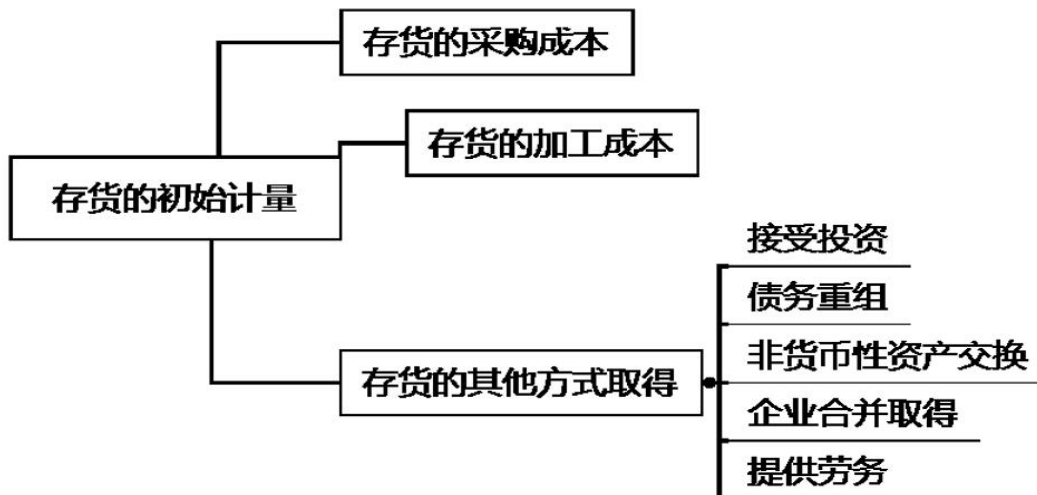 存货的采购成本
存货的加工成本
存货的初始计量
接受投资
债务重组
非货币性资产交换
存货的其他方式取得
企业合并取得
提供劳务